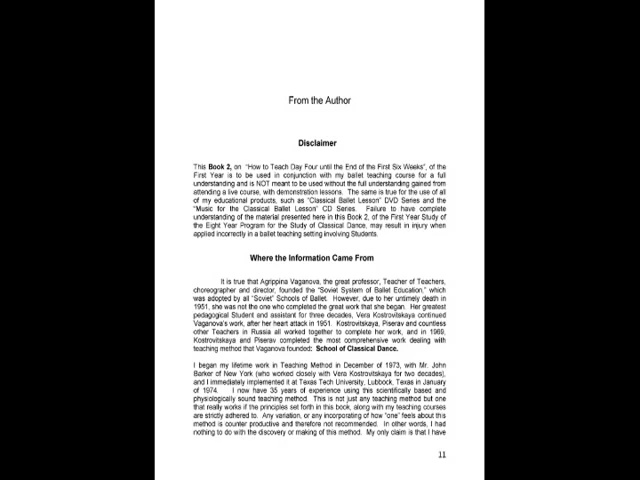 From the Author
Disclaimer
This Book 2, on "How to Teach Day Four until the End of the First Six Weeks", of the
First Year is to be used in conjunction with my ballet teaching course for a full
understanding and is NOT meant to be used without the full understanding gained from
attending a live course, with demonstration lessons. The same is true for the use of all
of my educational products, such as "Classical Ballet Lesson" DVD Series and the
"Music for the Classical Ballet Lesson" CD Series. Failure to have complete
understanding of the material presented here in this Book 2, of the First Year Study of
the Eight Year Program for the Study of Classical Dance, may result in injury when
applied incorrectly in a ballet teaching setting involving Students.
Where the Information Came From
It is true that Agrippina Vaganova, the great professor, Teacher of Teachers,
choreographer and director, founded the "Soviet System of Ballet Education," which
was adopted by all "Soviet" Schools of Ballet. However, due to her untimely death in
1951, she was not the one who completed the great work that she began. Her greatest
pedagogical Student and assistant for three decades, Vera Kostrovitskaya continued
Vaganova's work, after her heart attack in 1951. Kostrovitskaya, Piserav and countless
other Teachers in Russia all worked together to complete her work, and in 1969,
Kostrovitskaya and Piserav completed the most comprehensive work dealing with
teaching method that Vaganova founded: School of Classical Dance.
I began my lifetime work in Teaching Method in December of 1973, with Mr. John
Barker of New York (who worked closely with Vera Kostrovitskaya for two decades),
and I immediately implemented it at Texas Tech University, Lubbock, Texas in January
of 1974. I now have 35 years of experience using this scientifically based and
physiologically sound teaching method. This is not just any teaching method but one
that really works if the principles set forth in this book, along with my teaching courses
are strictly adhered to. Any variation, or any incorporating of how "one" feels about this
method is counter productive and therefore not recommended. In other words, I had
nothing to do with the discovery or making of this method. My only claim is that I have
11